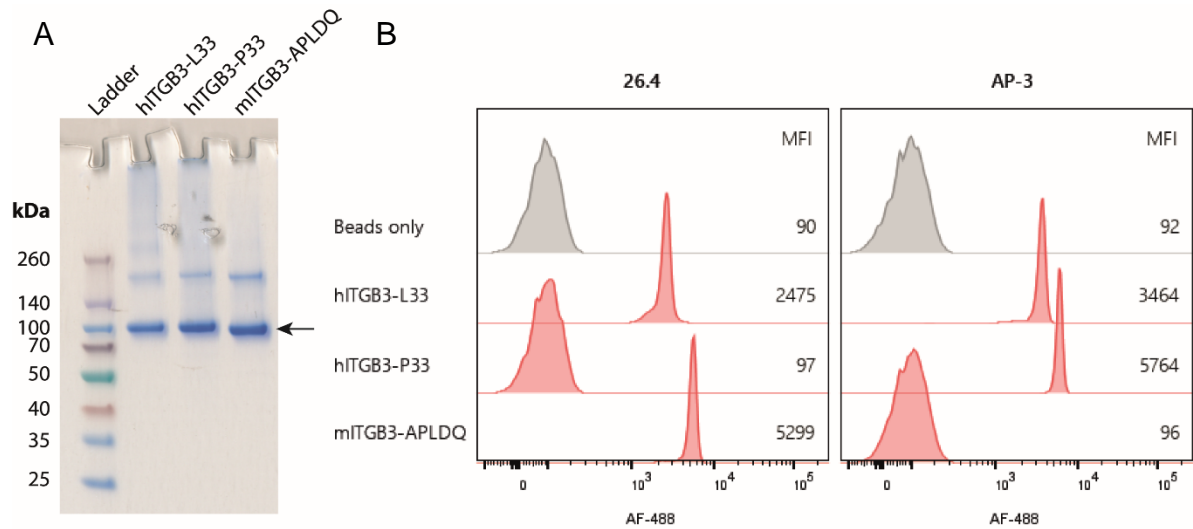 A
Ladder
hITGB3-L33
hITGB3-P33
mITGB3-APLDQ
kDa
260
140
100
70
50
40
35
25
B
26.4
AP-3
MFI
MFI
Beads only
90
92
hITGB3-L33
2475
3464
hITGB3-P33
97
5764
mITGB3-APLDQ
5299
96
0 10³ 10⁴ 10⁵
0 10³ 10⁴ 10⁵
AF-488
AF-488